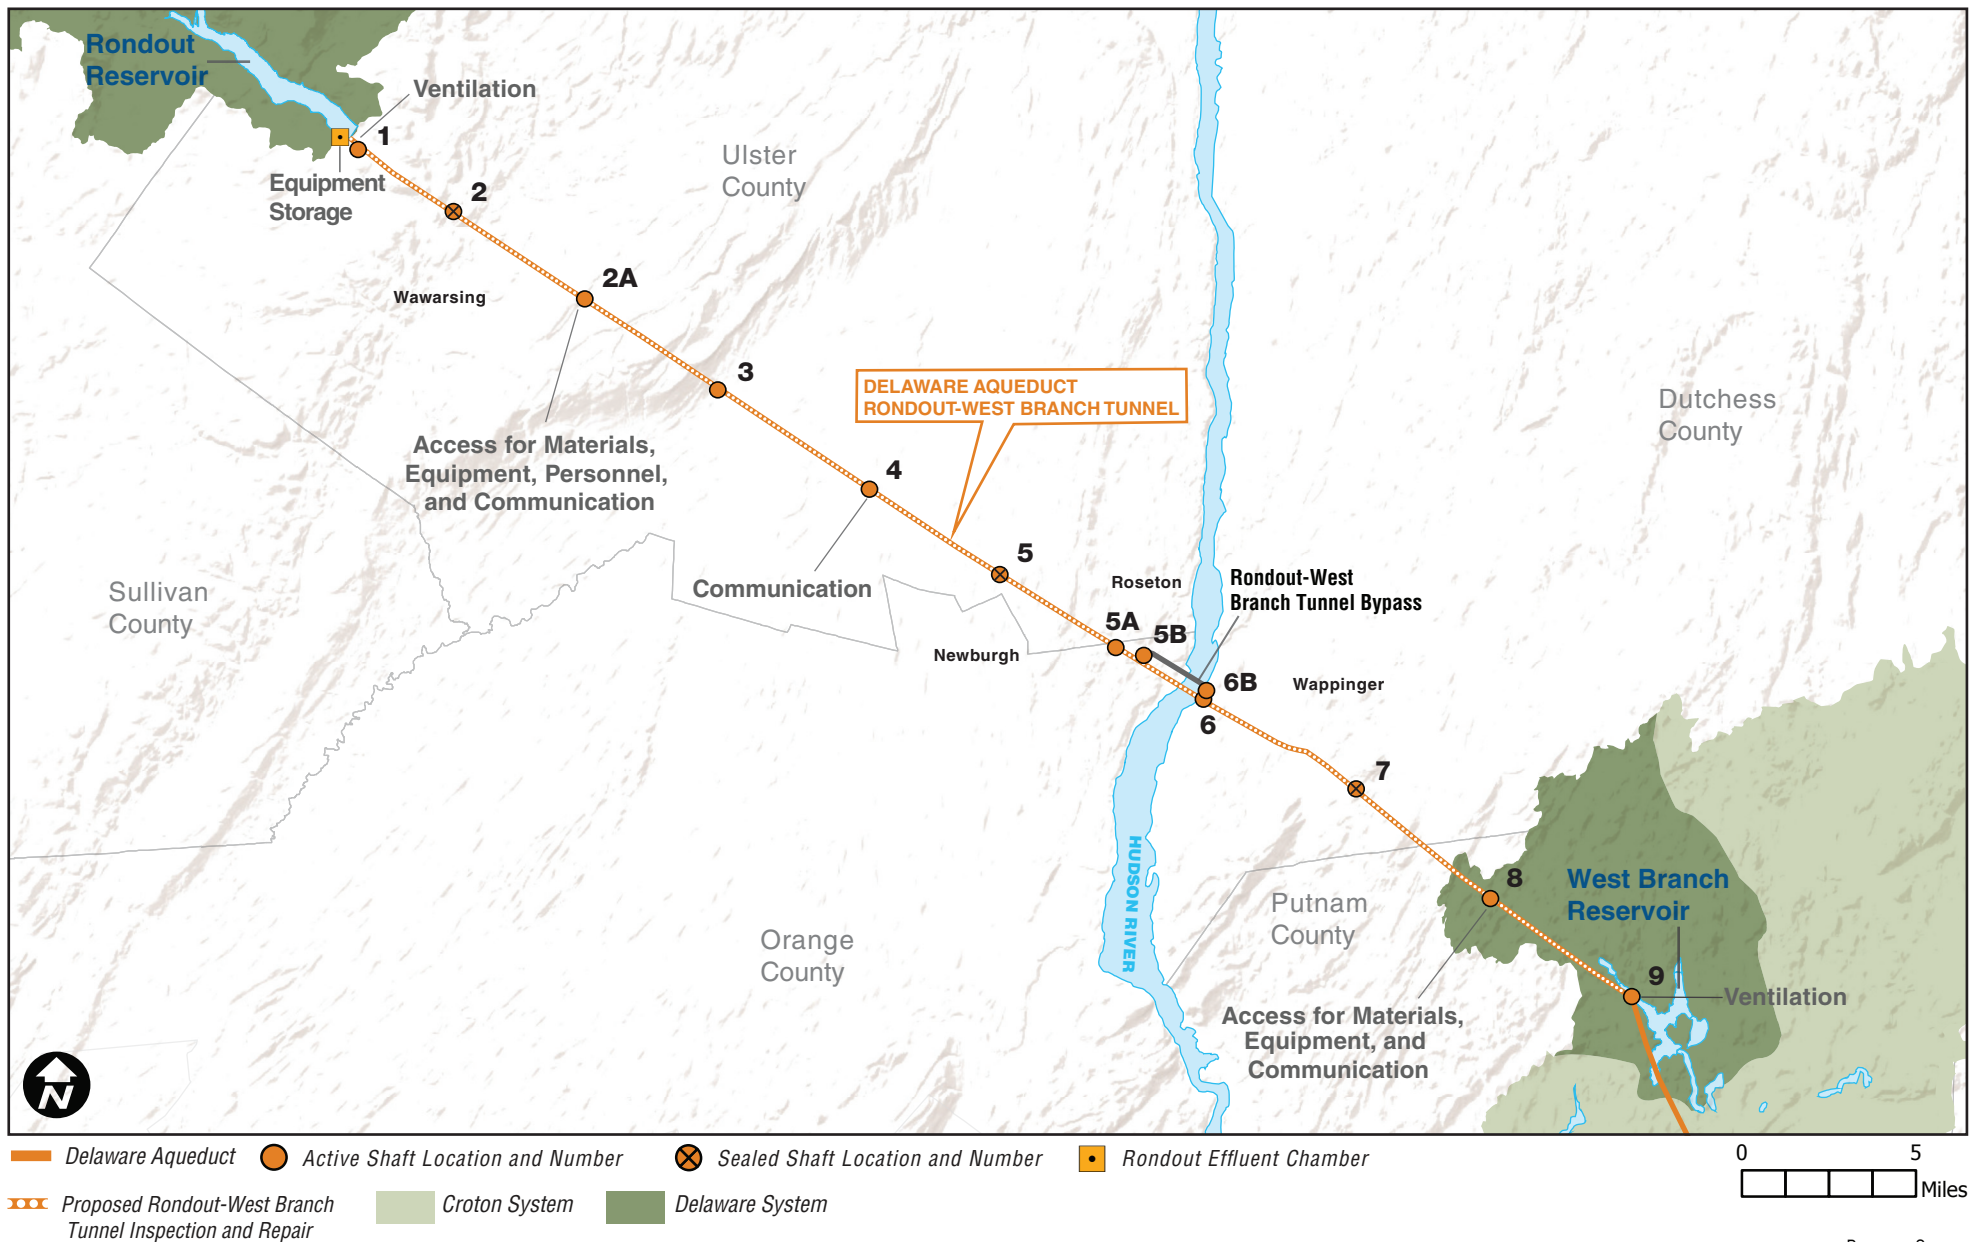 Rondout
Reservoir
Ventilation
1
Equipment
Storage
2
Ulster
County
2A
Wawarsing
3
DELAWARE AQUEDUCT
RONDOUT-WEST BRANCH TUNNEL
Dutchess
County
Access for Materials,
Equipment, Personnel,
and Communication
4
Communication
5
Sullivan
County
Roseton
Rondout-West
Branch Tunnel Bypass
5A
5B
Newburgh
6B
Wappinger
6
7
HUDSON RIVER
8
West Branch
Reservoir
Putnam
County
Orange
County
9
Ventilation
Access for Materials,
Equipment, and
Communication
N
Delaware Aqueduct
Active Shaft Location and Number
Sealed Shaft Location and Number
Rondout Effluent Chamber
0 5
Miles
Proposed Rondout-West Branch
Tunnel Inspection and Repair
Croton System
Delaware System